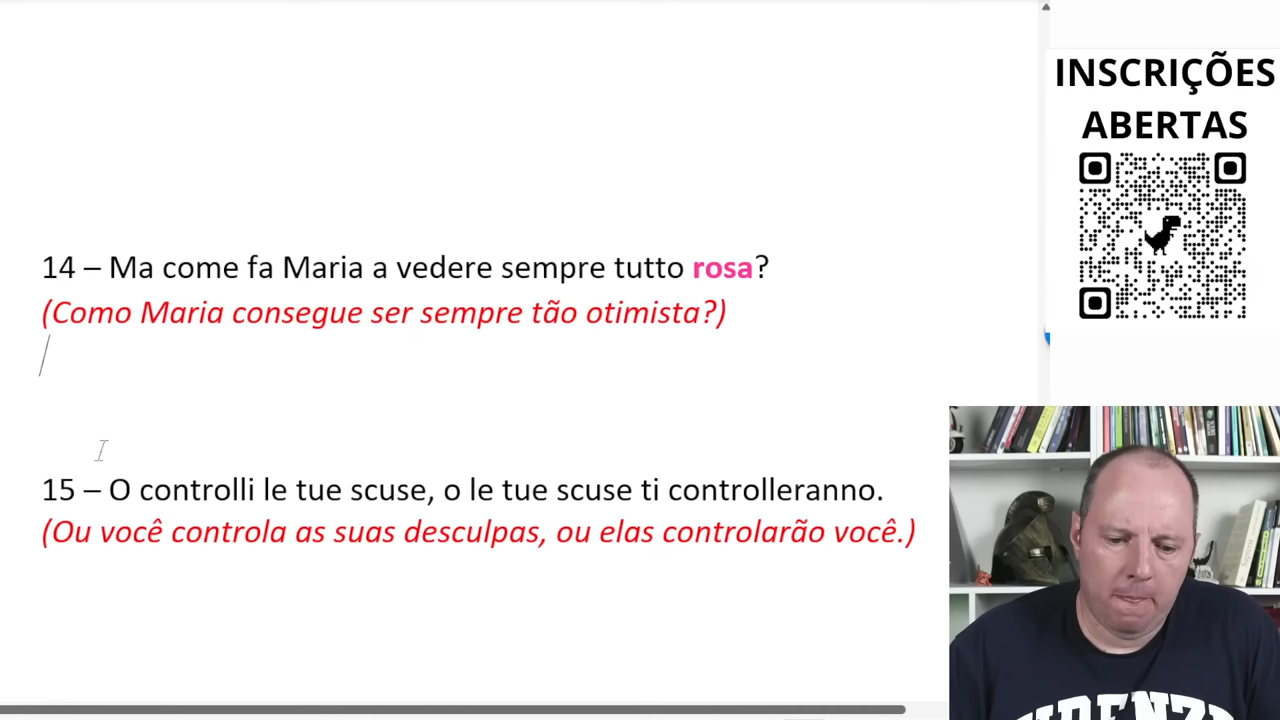 INSCRIÇÕES
ABERTAS
14 – Ma come fa Maria a vedere sempre tutto rosa?
(Como Maria consegue ser sempre tão otimista?)
15 – O controlli le tue scuse, o le tue scuse ti controlleranno.
(Ou você controla as suas desculpas, ou elas controlarão você.)